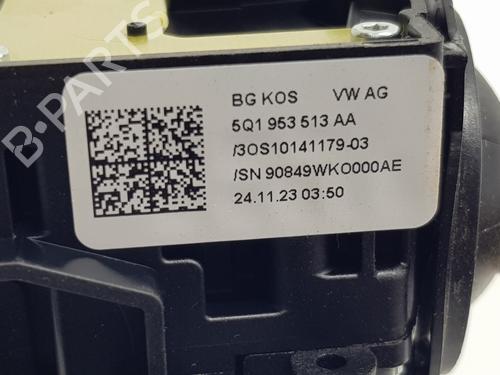 B-PARTS
BG KOS VW AG
5Q1 953 513 AA
/3OS10141179-03
/SN 90849WKO000AE
24.11.23 03:50